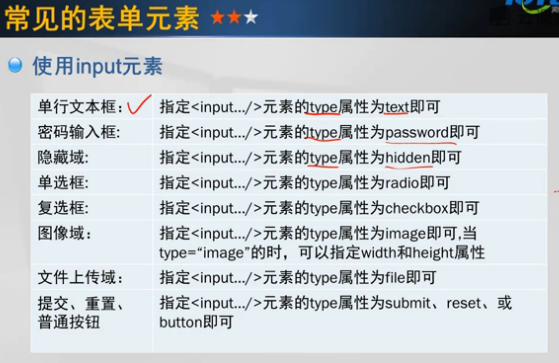 常见的表单元素 ★★★
使用input元素
单行文本框： 指定<input.../>元素的type属性为text即可
密码输入框: 指定<input.../>元素的type属性为password即可
隐藏域: 指定<input.../>元素的type属性为hidden即可
单选框: 指定<input.../>元素的type属性为radio即可
复选框: 指定<input.../>元素的type属性为checkbox即可
图像域： 指定<input.../>元素的type属性为image即可,当
type=“image”的时，可以指定width和height属性
文件上传域： 指定<input.../>元素的type属性为file即可
提交、重置、 指定<input.../>元素的type属性为submit、reset、或
普通按钮 button即可